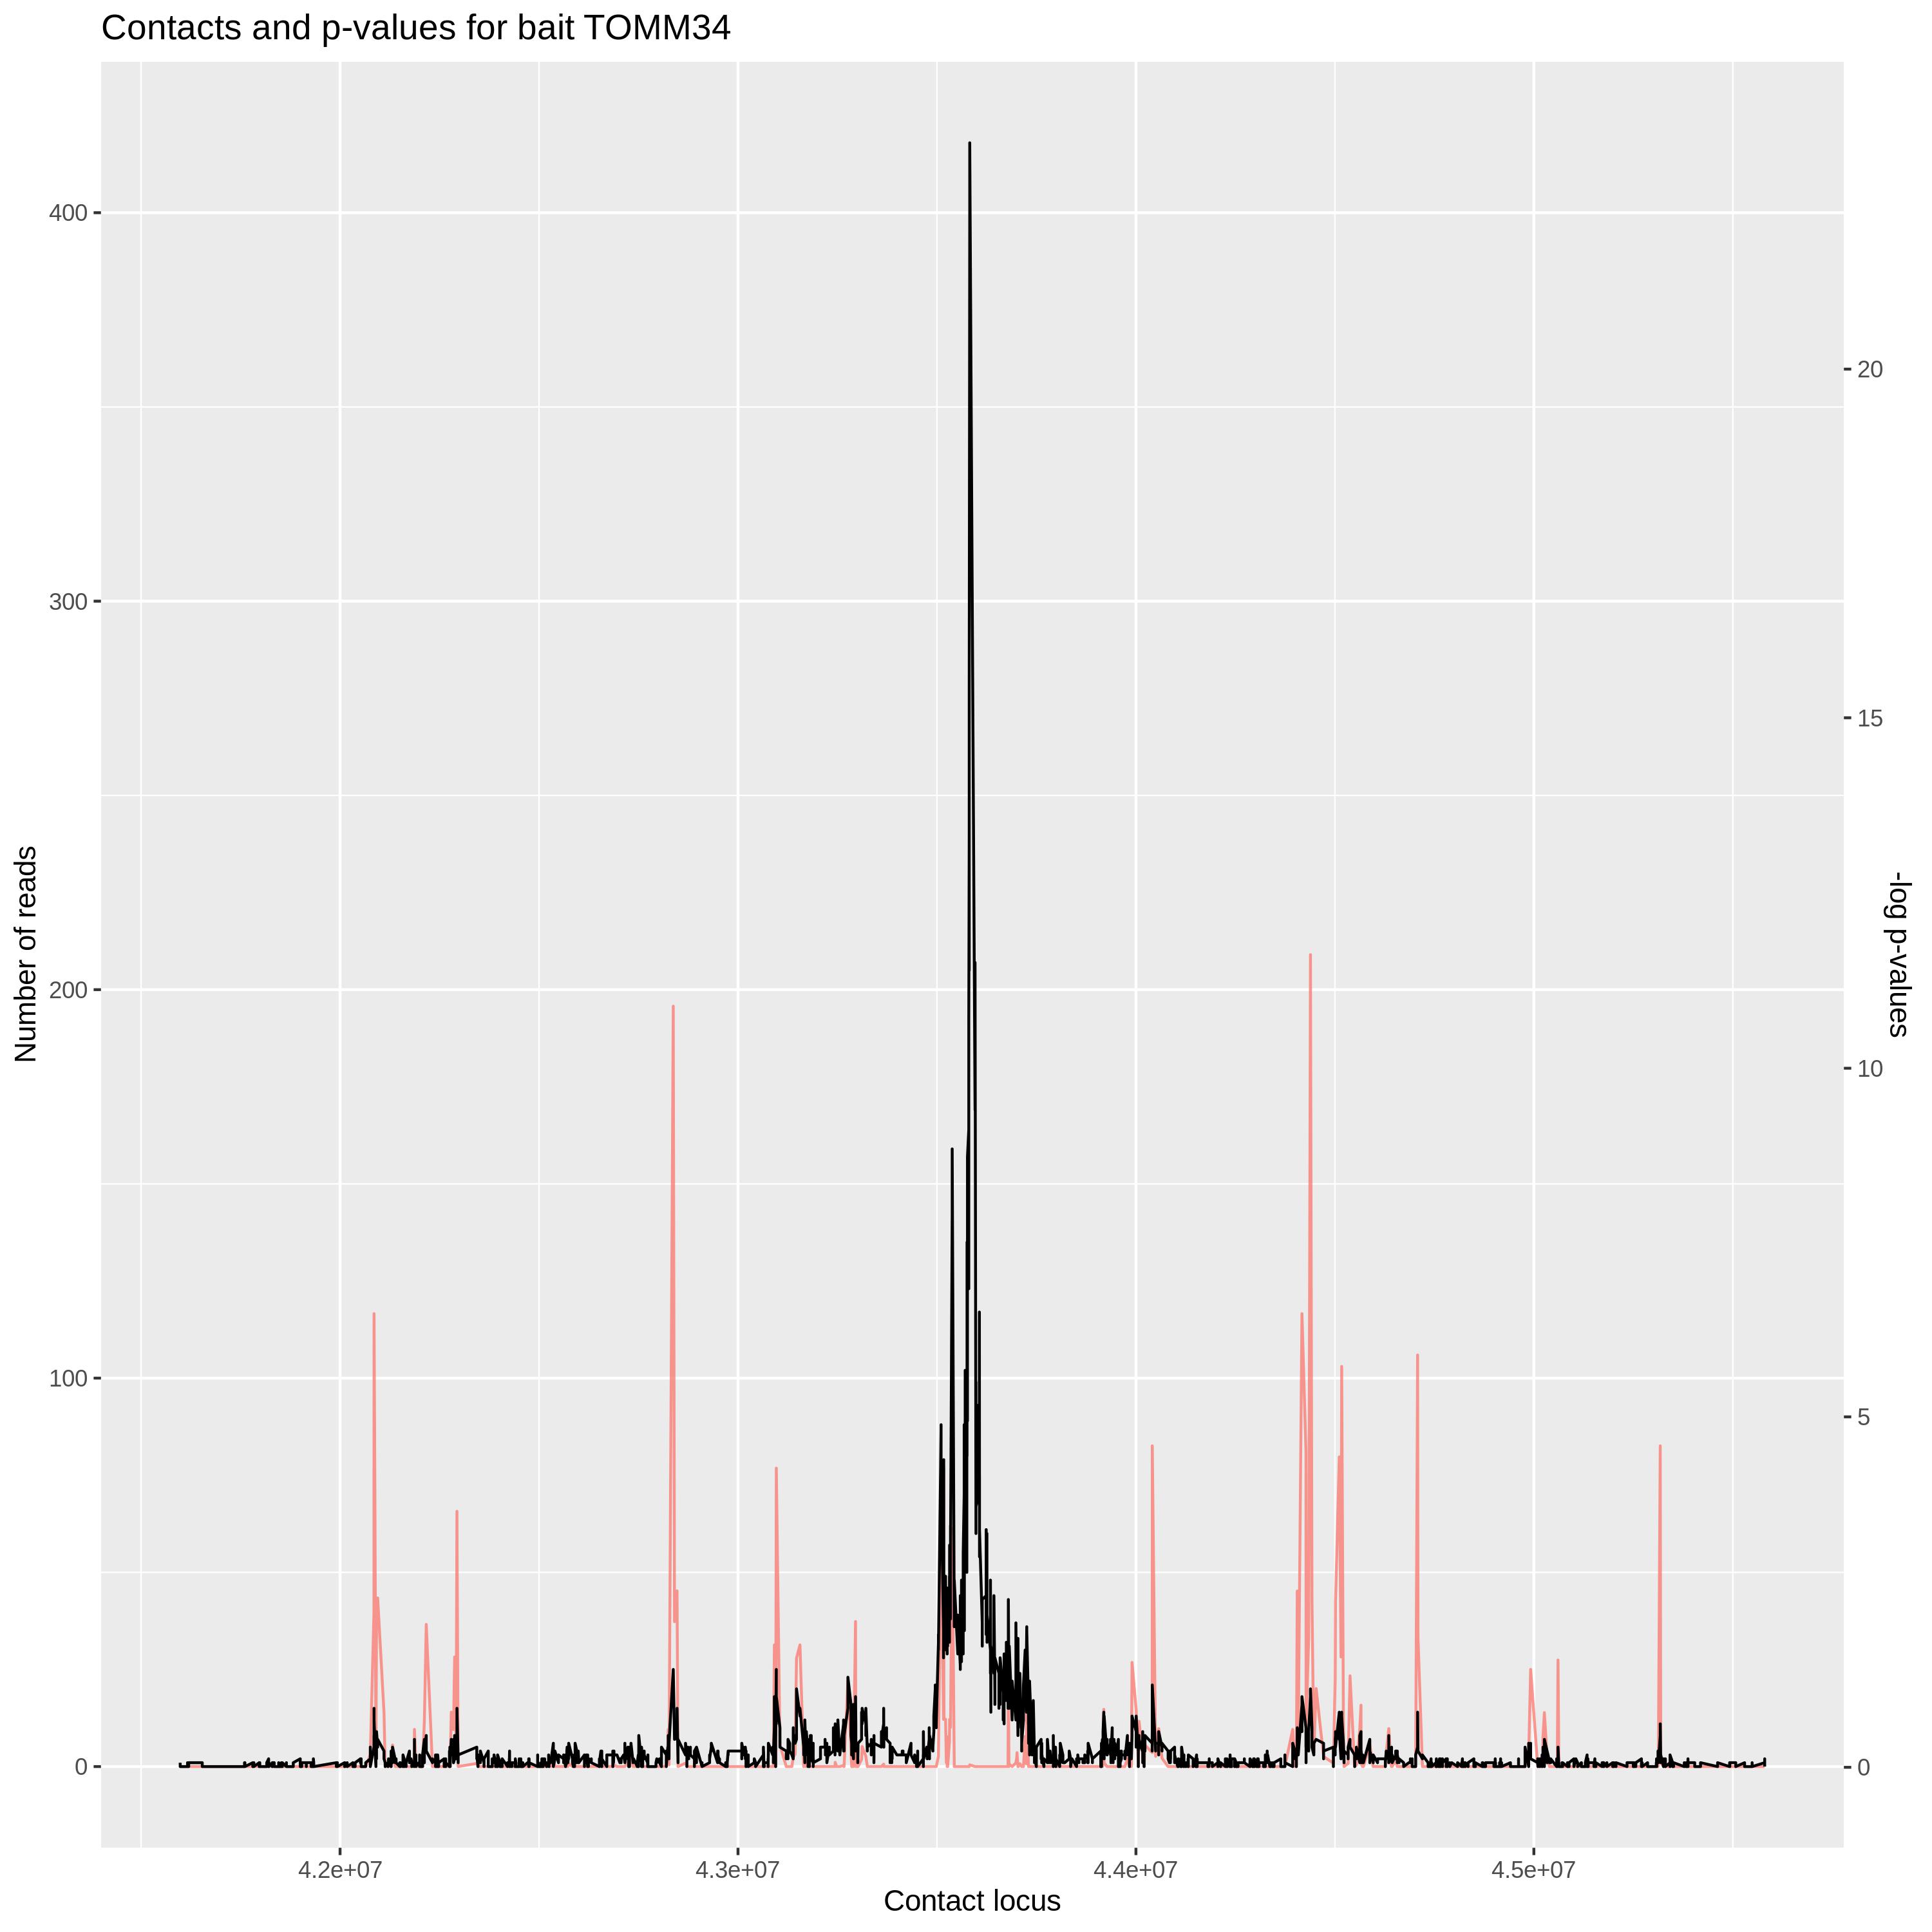 Contacts and p-values for bait TOMM34
400
300
200
100
0
Number of reads
20
15
10
5
0
-log p-values
4.2e+07 4.3e+07 4.4e+07 4.5e+07
Contact locus